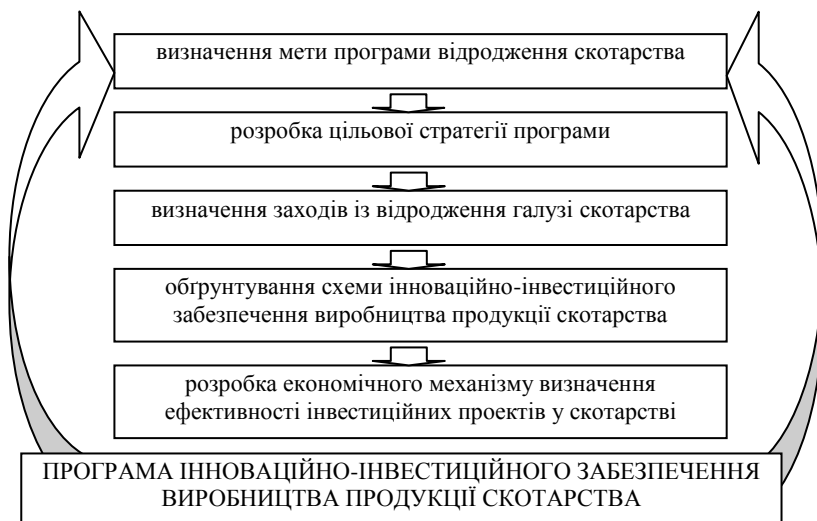 визначення мети програми відродження скотарства
розробка цільової стратегії програми
визначення заходів із відродження галузі скотарства
обґрунтування схеми інноваційно-інвестиційного
забезпечення виробництва продукції скотарства
розробка економічного механізму визначення
ефективності інвестиційних проектів у скотарстві
ПРОГРАМА ІННОВАЦІЙНО-ІНВЕСТИЦІЙНОГО ЗАБЕЗПЕЧЕННЯ
ВИРОБНИЦТВА ПРОДУКЦІЇ СКОТАРСТВА